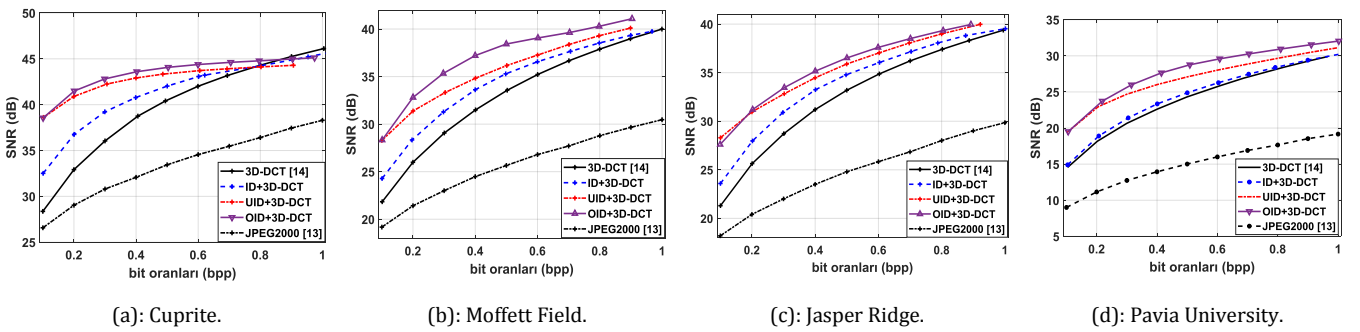 50
45
40
35
30
25
SNR (dB)
0.2
0.4
0.6
0.8
1
bit oranları (bpp)
3D-DCT [14]
ID+3D-DCT
UID+3D-DCT
OID+3D-DCT
JPEG2000 [13]
(a): Cuprite.
40
35
30
25
20
SNR (dB)
0.2
0.4
0.6
0.8
1
bit oranları (bpp)
3D-DCT [14]
ID+3D-DCT
UID+3D-DCT
OID+3D-DCT
JPEG2000 [13]
(b): Moffett Field.
40
35
30
25
20
SNR (dB)
0.2
0.4
0.6
0.8
1
bit oranları (bpp)
3D-DCT [14]
ID+3D-DCT
UID+3D-DCT
OID+3D-DCT
JPEG2000 [13]
(c): Jasper Ridge.
35
30
25
20
15
10
5
SNR (dB)
0.2
0.4
0.6
0.8
1
bit oranları (bpp)
3D-DCT [14]
ID+3D-DCT
UID+3D-DCT
OID+3D-DCT
JPEG2000 [13]
(d): Pavia University.